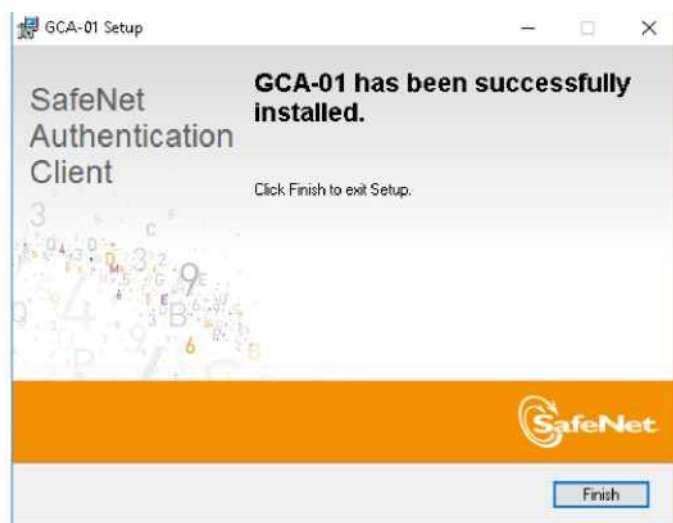 GCA-01 Setup
SafeNet
Authentication
Client
GCA-01 has been successfully
installed.
Click Finish to exit Setup.
SafeNet
Finish